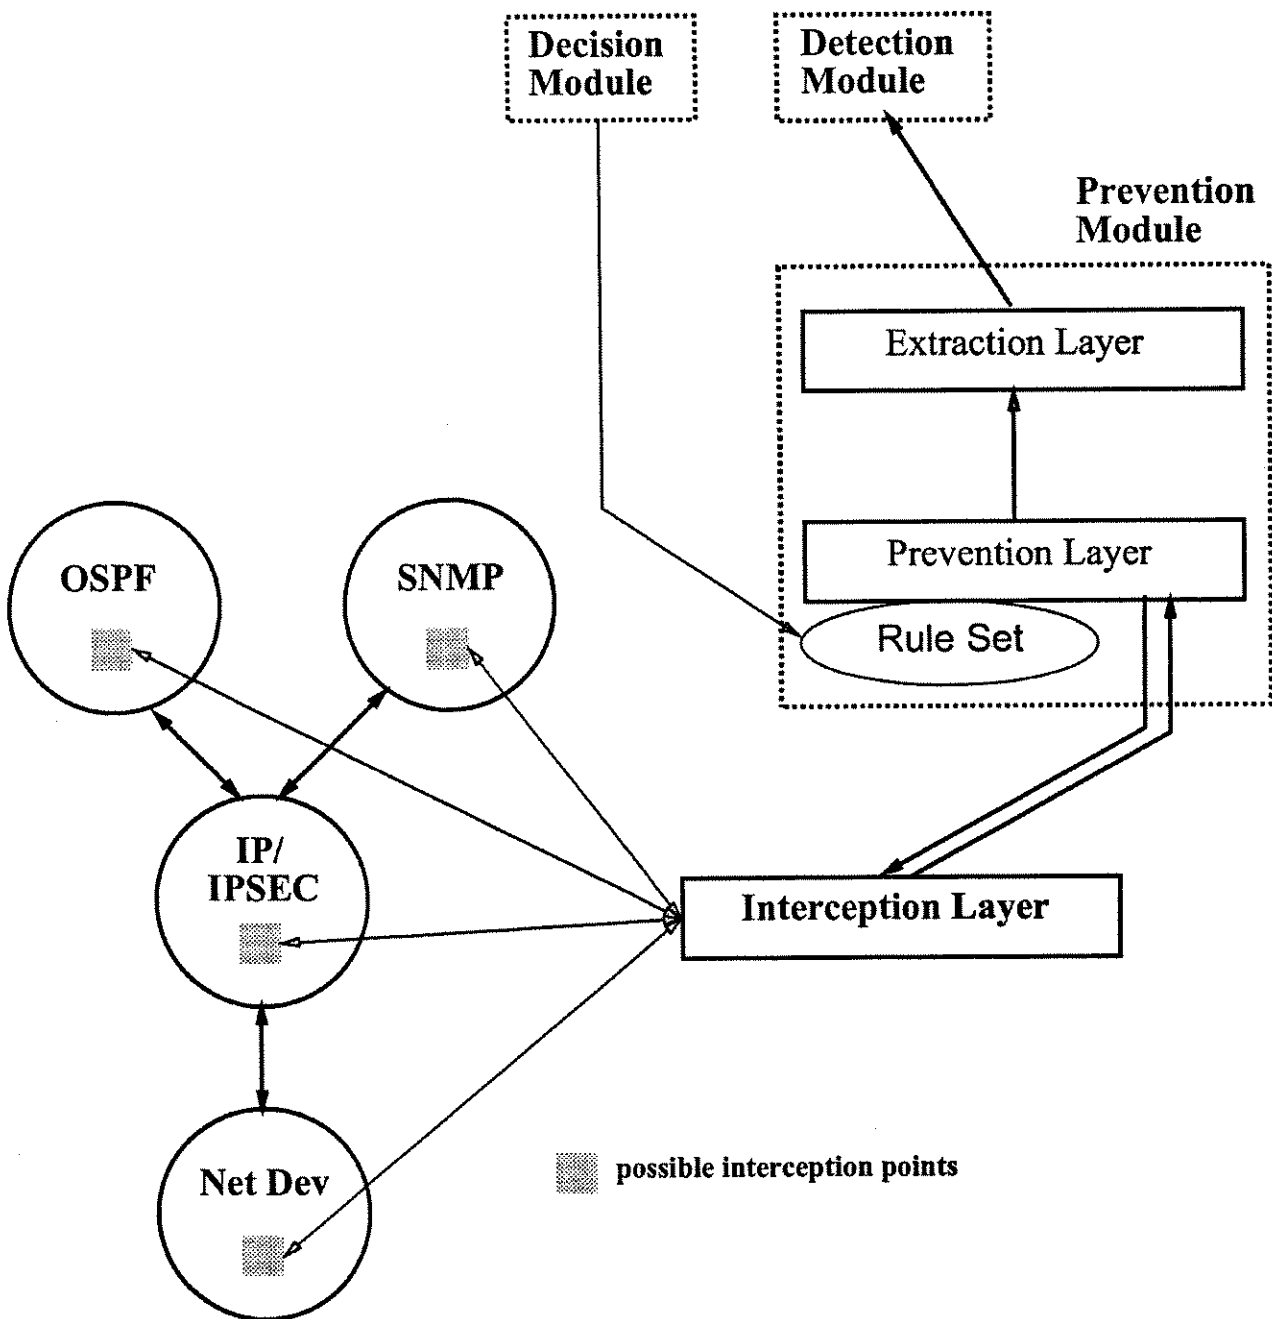 Decision
Module
Detection
Module
Prevention
Module
Extraction Layer
Prevention Layer
Rule Set
OSPF
SNMP
IP/
IPSEC
Interception Layer
Net Dev
possible interception points